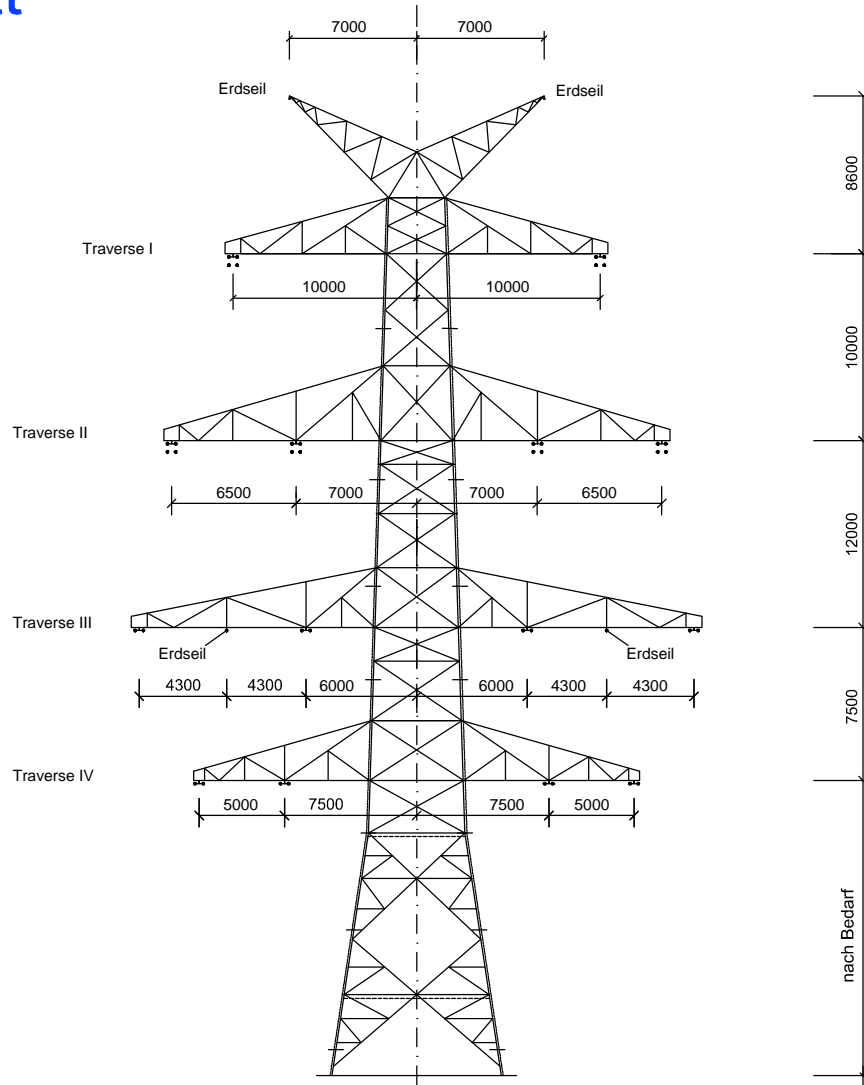 7000 7000
Erdseil Erdseil
8600
Traverse I
10000 10000
10000
Traverse II
6500 7000 7000 6500
12000
Traverse III
Erdseil Erdseil
4300 4300 6000 6000 4300 4300
7500
Traverse IV
5000 7500 7500 5000
nach Bedarf